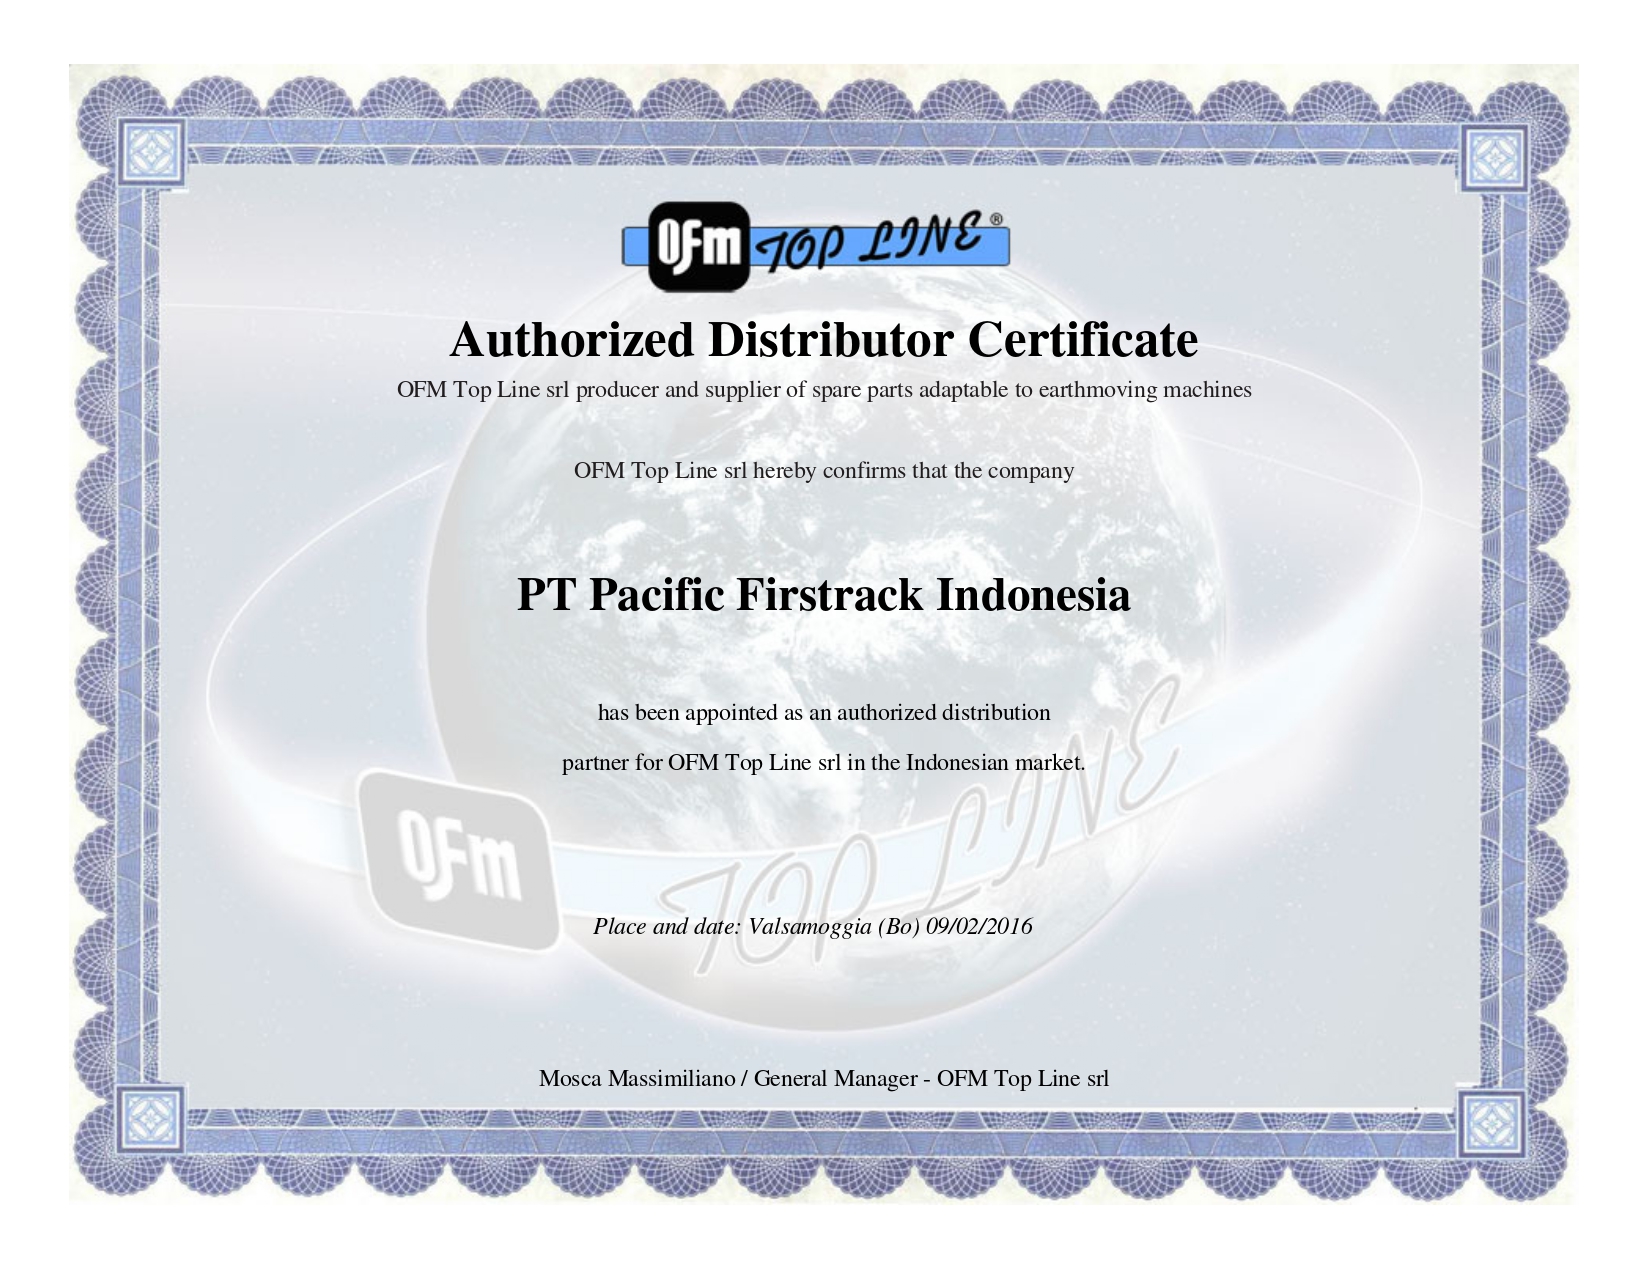 OFm TOP LINE®
Authorized Distributor Certificate
OFM Top Line srl producer and supplier of spare parts adaptable to earthmoving machines
OFM Top Line srl hereby confirms that the company
PT Pacific Firstrack Indonesia
has been appointed as an authorized distribution
partner for OFM Top Line srl in the Indonesian market.
OFm TOP LINE
Place and date: Valsamoggia (Bo) 09/02/2016
Mosca Massimiliano / General Manager - OFM Top Line srl